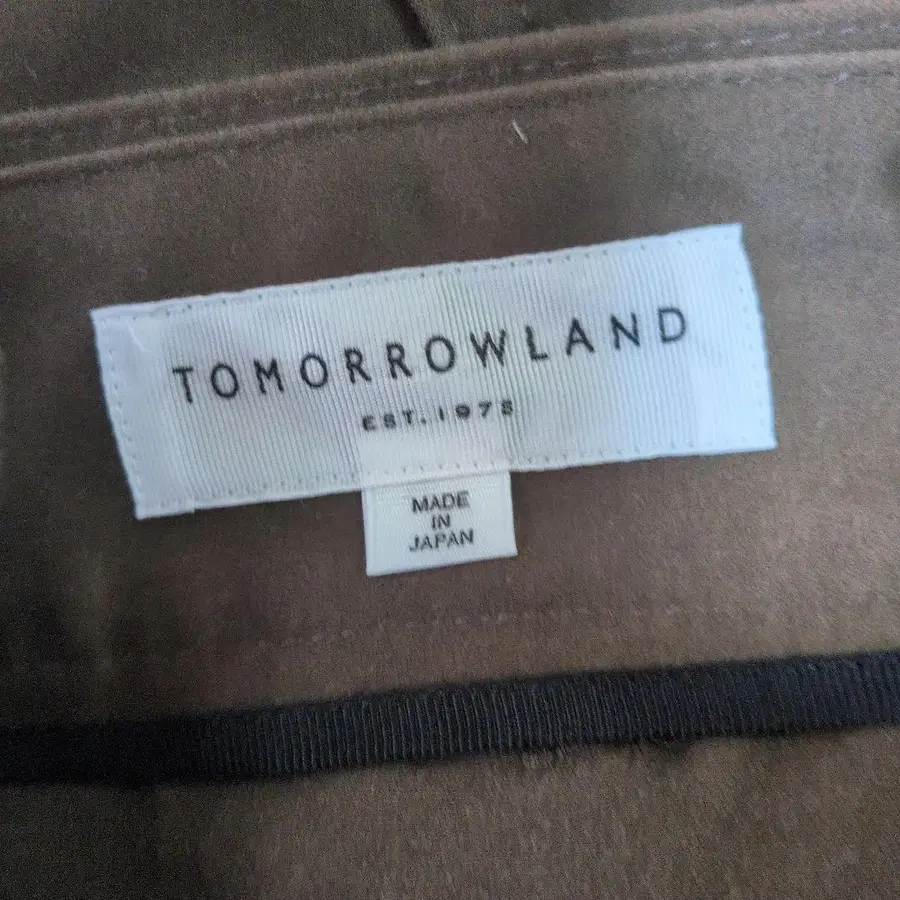 TOMORROWLAND
EST. 1978
MADE
IN
JAPAN